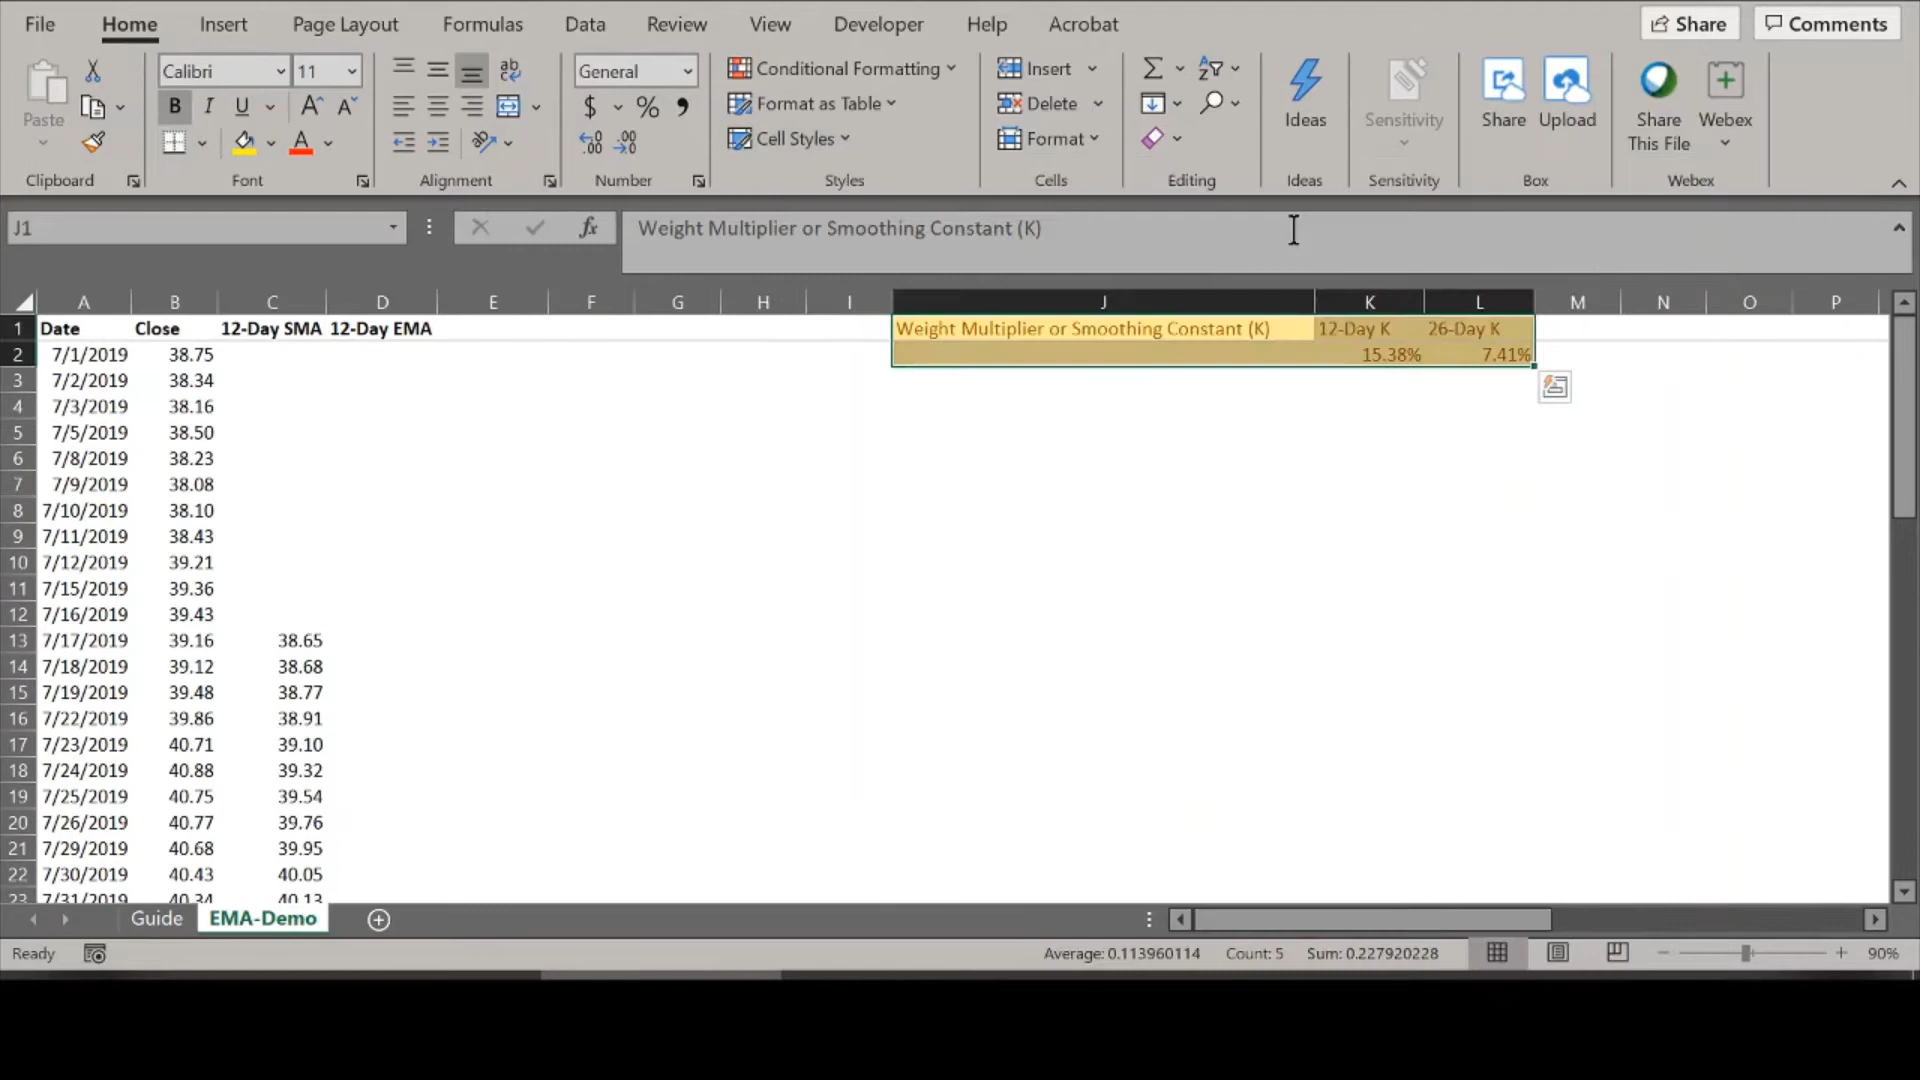 File Home Insert Page Layout Formulas Data Review View Developer Help Acrobat Share Comments
Paste Calibri 11 B I U A A A ab General $ % , .00 .00
Conditional Formatting
Format as Table
Cell Styles
Insert
Delete
Format
Ideas Sensitivity Share Upload Share This File Webex
Clipboard Font Alignment Number Styles Cells Editing Ideas Sensitivity Box Webex
J1 fx Weight Multiplier or Smoothing Constant (K)
A B C D E F G H I J K L M N O P
1 Date Close 12-Day SMA 12-Day EMA Weight Multiplier or Smoothing Constant (K) 12-Day K 26-Day K
2 7/1/2019 38.75 15.38% 7.41%
3 7/2/2019 38.34
4 7/3/2019 38.16
5 7/5/2019 38.50
6 7/8/2019 38.23
7 7/9/2019 38.08
8 7/10/2019 38.10
9 7/11/2019 38.43
10 7/12/2019 39.21
11 7/15/2019 39.36
12 7/16/2019 39.43
13 7/17/2019 39.16 38.65
14 7/18/2019 39.12 38.68
15 7/19/2019 39.48 38.77
16 7/22/2019 39.86 38.91
17 7/23/2019 40.71 39.10
18 7/24/2019 40.88 39.32
19 7/25/2019 40.75 39.54
20 7/26/2019 40.77 39.76
21 7/29/2019 40.68 39.95
22 7/30/2019 40.43 40.05
23 7/31/2019 40.34 40.13
Guide EMA-Demo
Ready Average: 0.113960114 Count: 5 Sum: 0.227920228 90%